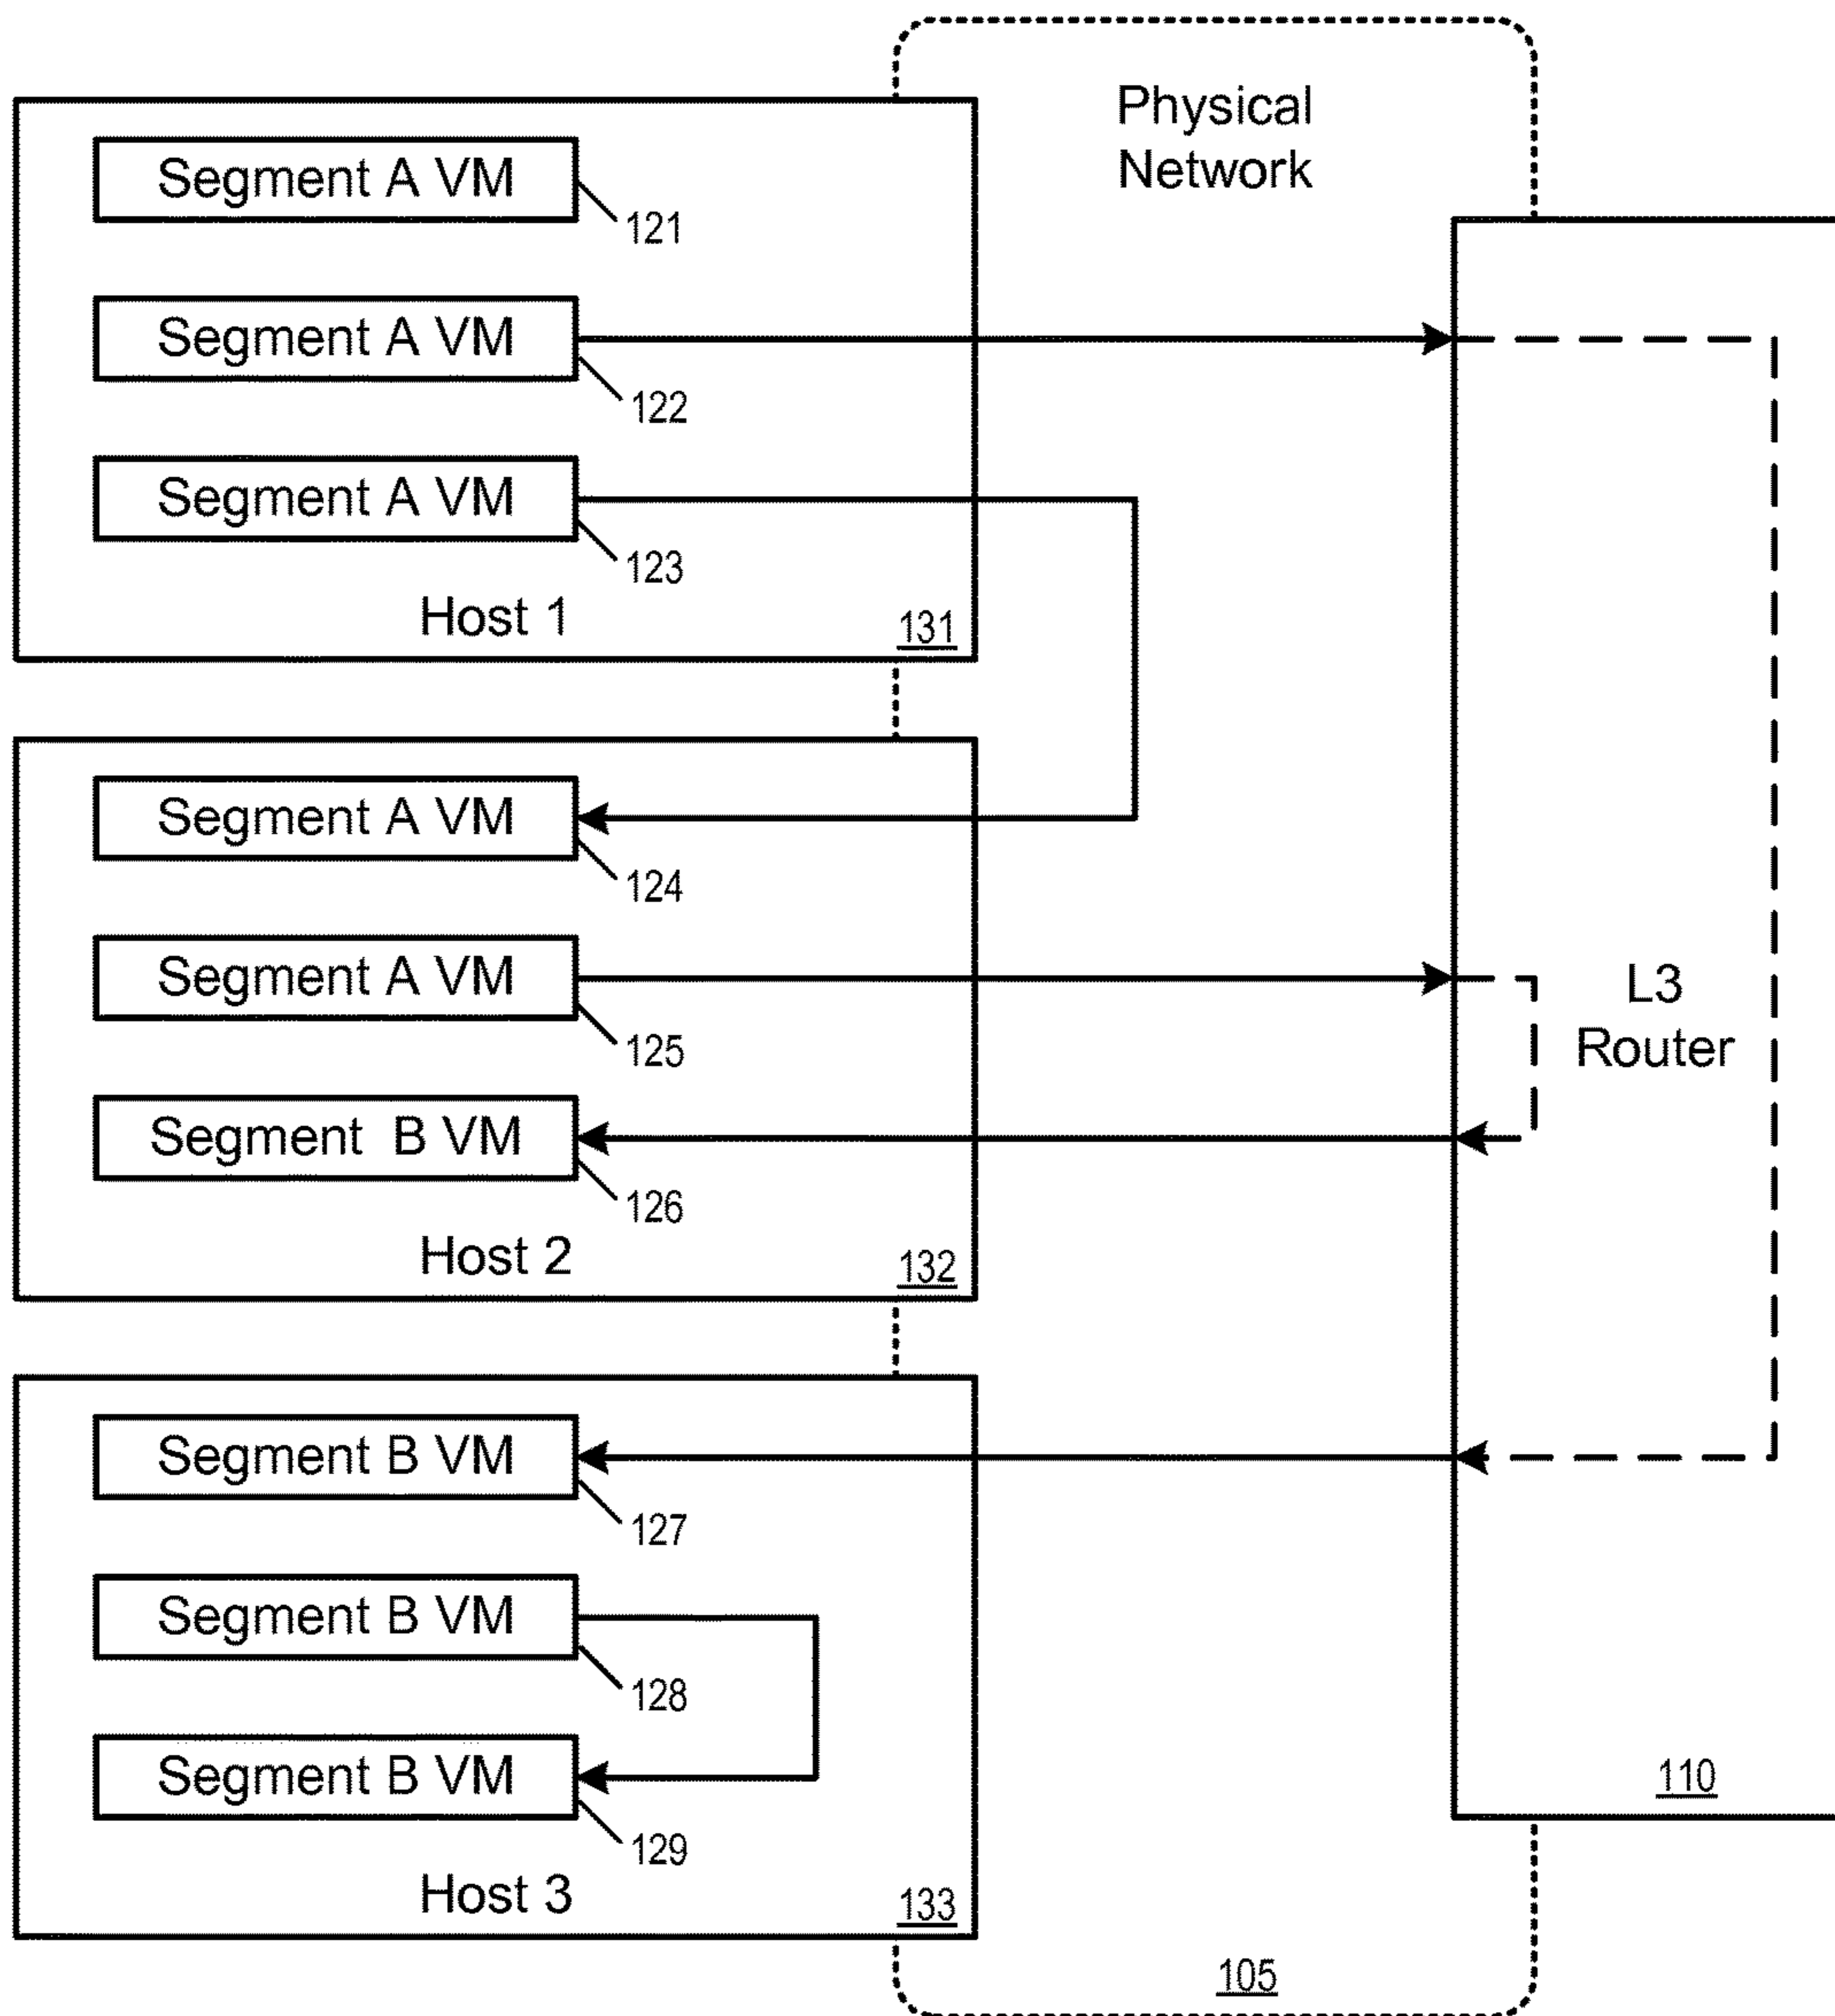 Physical
Network
Segment A VM
121
Segment A VM
122
Segment A VM
123
Host 1
131
Segment A VM
124
Segment A VM
125
L3
Router
Segment B VM
126
Host 2
132
Segment B VM
127
Segment B VM
128
Segment B VM
129
Host 3
133
110
105